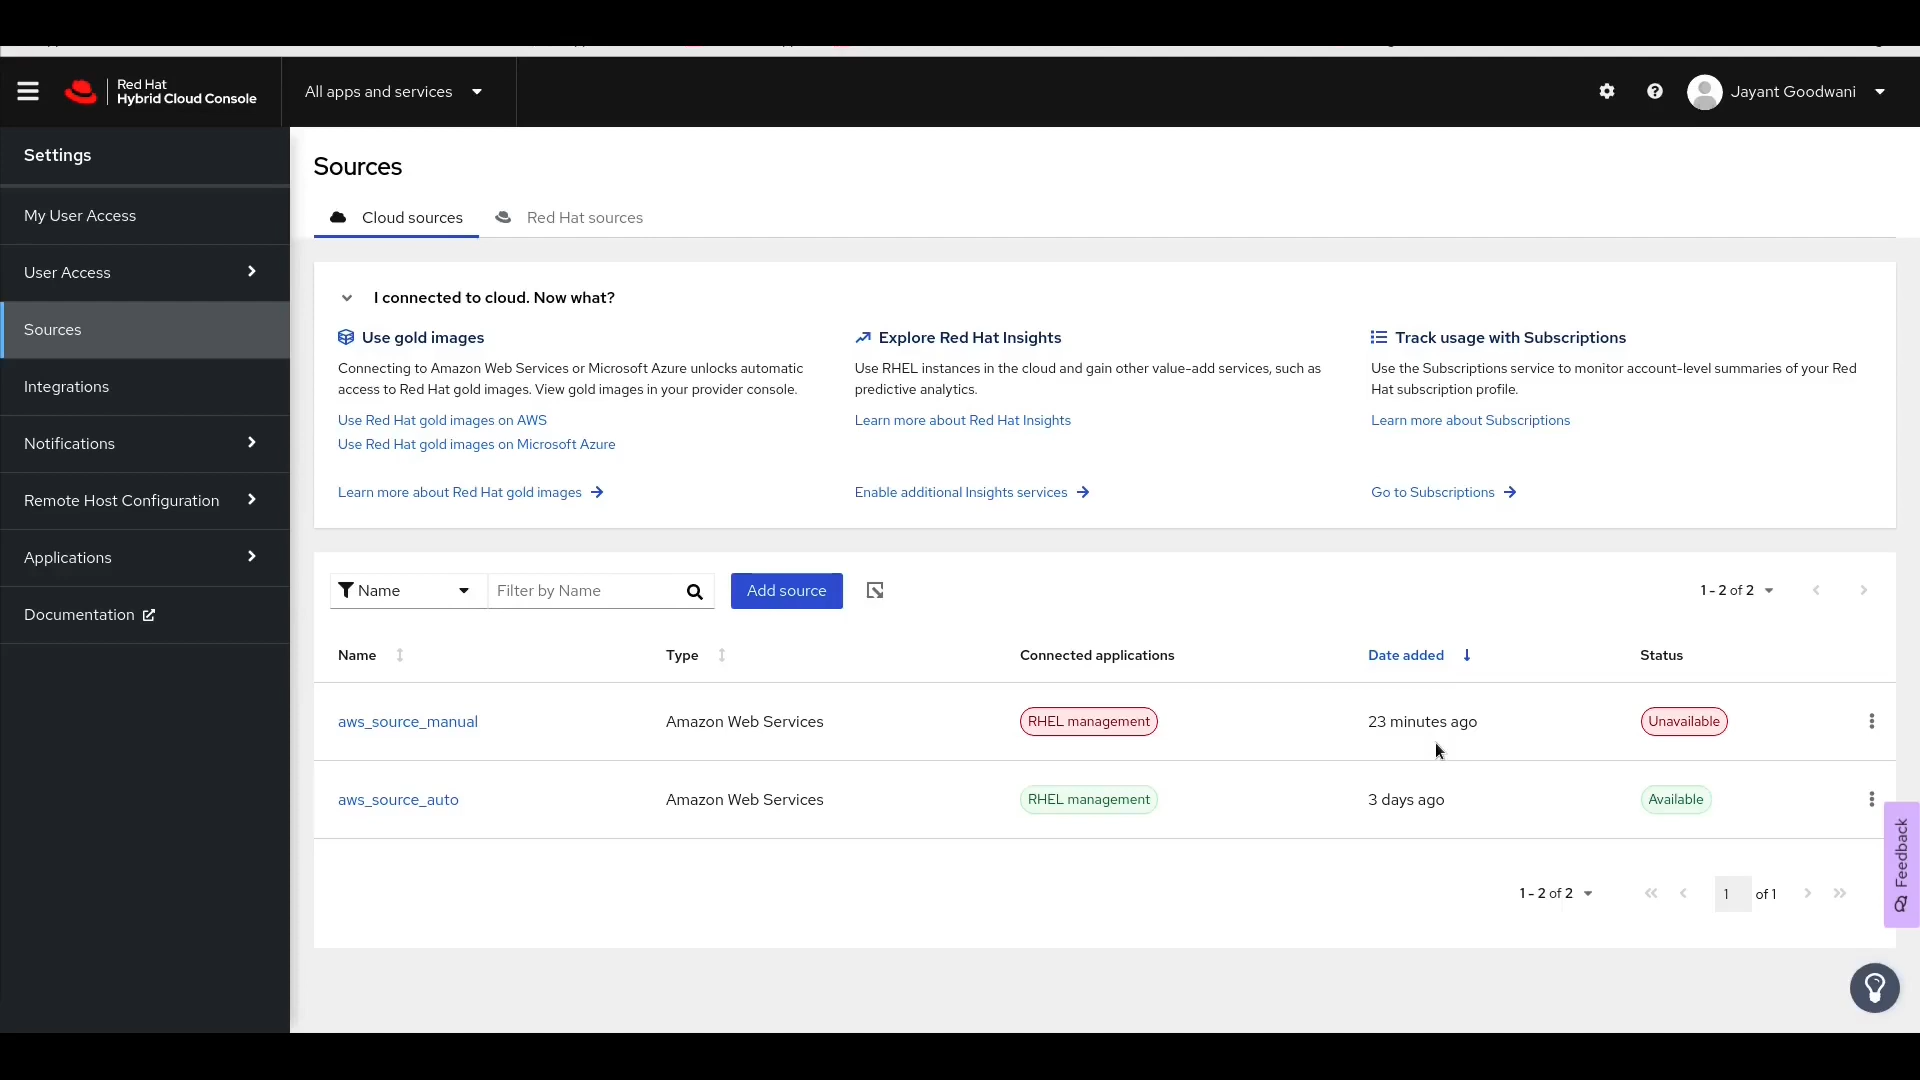 Red Hat
Hybrid Cloud Console
All apps and services
Jayant Goodwani
Settings
My User Access
User Access
Sources
Integrations
Notifications
Remote Host Configuration
Applications
Documentation
Sources
Cloud sources
Red Hat sources
I connected to cloud. Now what?
Use gold images
Connecting to Amazon Web Services or Microsoft Azure unlocks automatic
access to Red Hat gold images. View gold images in your provider console.
Use Red Hat gold images on AWS
Use Red Hat gold images on Microsoft Azure
Learn more about Red Hat gold images
Explore Red Hat Insights
Use RHEL instances in the cloud and gain other value-add services, such as
predictive analytics.
Learn more about Red Hat Insights
Enable additional Insights services
Track usage with Subscriptions
Use the Subscriptions service to monitor account-level summaries of your Red
Hat subscription profile.
Learn more about Subscriptions
Go to Subscriptions
Name Filter by Name Add source 1 - 2 of 2
Name Type Connected applications Date added Status
aws_source_manual Amazon Web Services RHEL management 23 minutes ago Unavailable
aws_source_auto Amazon Web Services RHEL management 3 days ago Available
1 - 2 of 2 1 of 1
Feedback